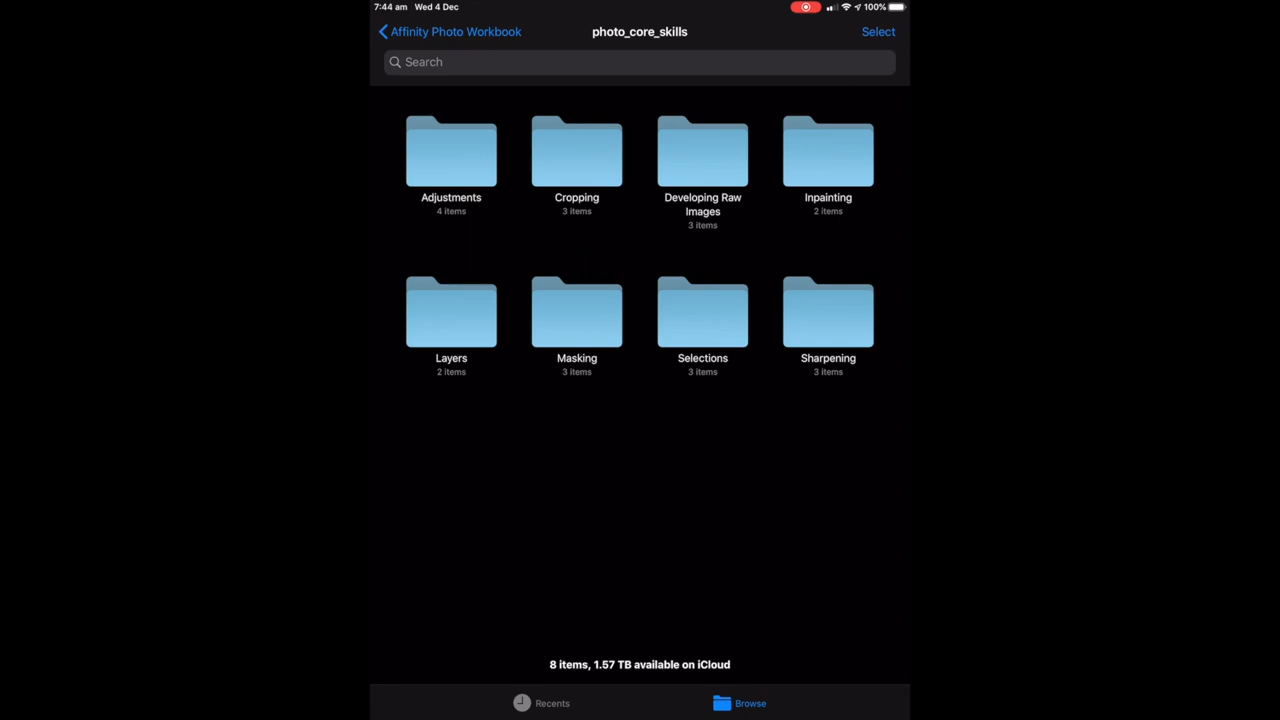 7:44 am Wed 4 Dec 100%
Affinity Photo Workbook photo_core_skills Select
Search
Adjustments
4 items
Cropping
3 items
Developing Raw
Images
3 items
Inpainting
2 items
Layers
2 items
Masking
3 items
Selections
3 items
Sharpening
3 items
8 items, 1.57 TB available on iCloud
Recents Browse